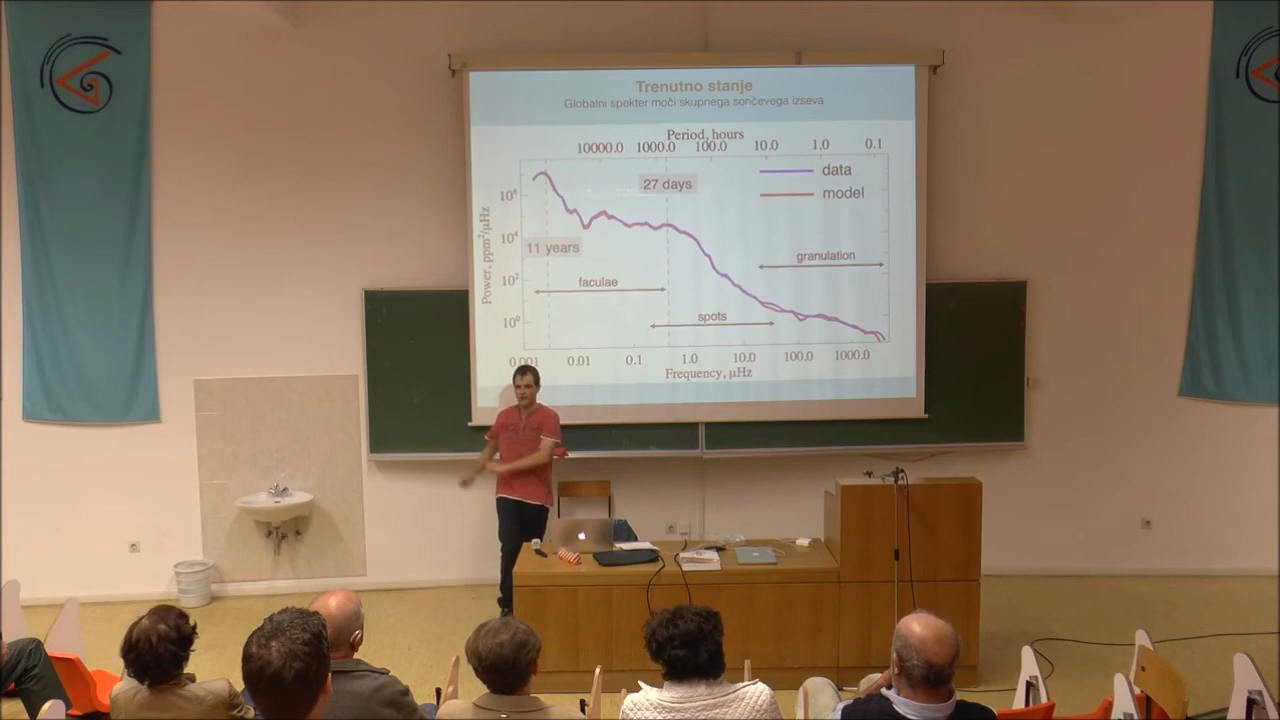 Trenutno stanje
Globalni spekter moči skupnega sončevega izseva
Period, hours
10000.0 1000.0 100.0 10.0 1.0 0.1
data
model
27 days
11 years
granulation
faculae
spots
Power, ppm²/μHz
10⁶
10⁴
10²
10⁰
0.001 0.01 0.1 1.0 10.0 100.0 1000.0
Frequency, μHz